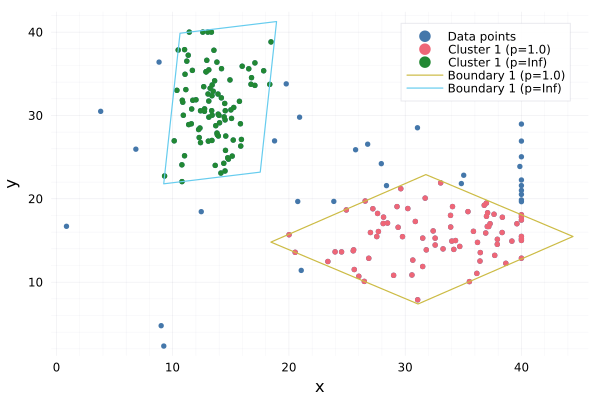 40
30
20
10
y
0
10
20
30
40
x
Data points
Cluster 1 (p=1.0)
Cluster 1 (p=Inf)
Boundary 1 (p=1.0)
Boundary 1 (p=Inf)